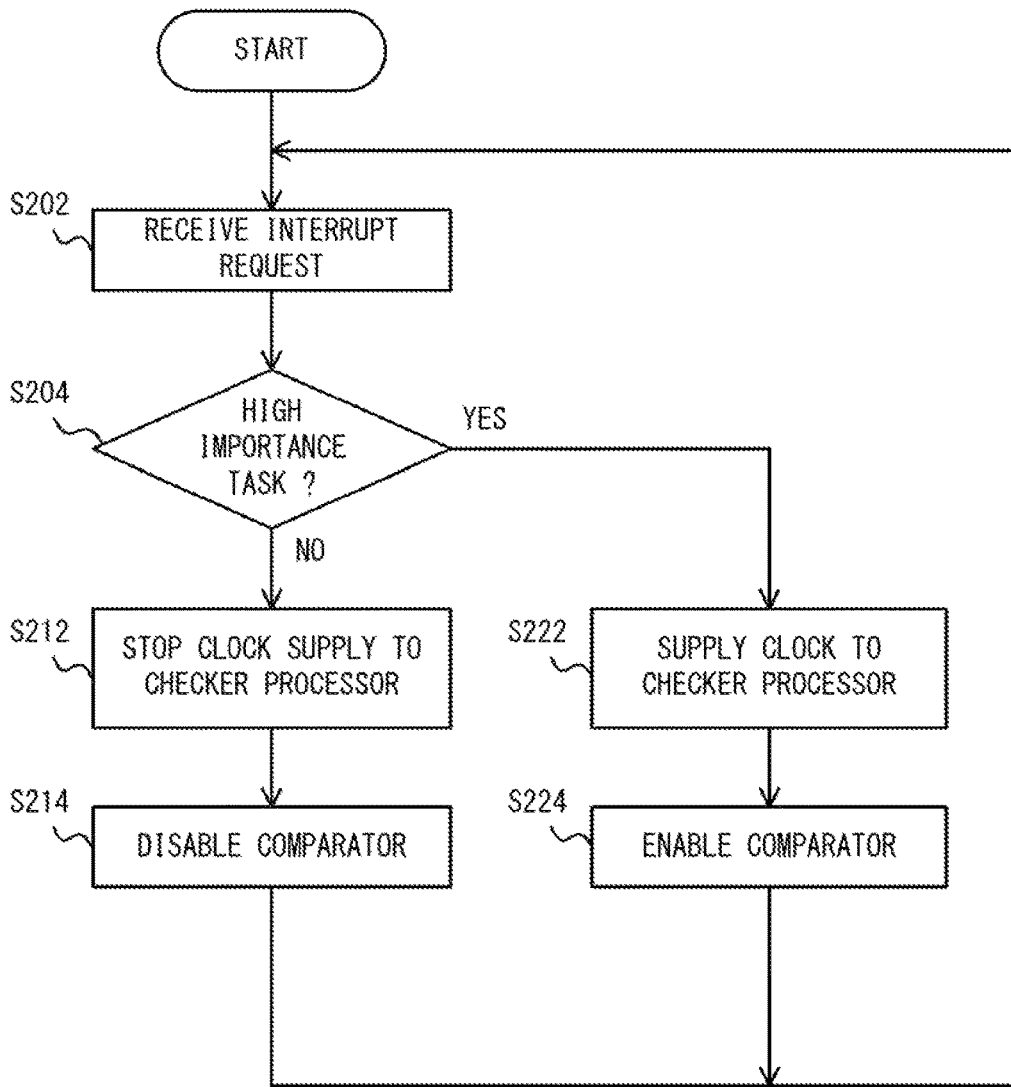 START
S202
RECEIVE INTERRUPT
REQUEST
S204
HIGH
IMPORTANCE
TASK ?
YES
NO
S212
STOP CLOCK SUPPLY TO
CHECKER PROCESSOR
S222
SUPPLY CLOCK TO
CHECKER PROCESSOR
S214
DISABLE COMPARATOR
S224
ENABLE COMPARATOR